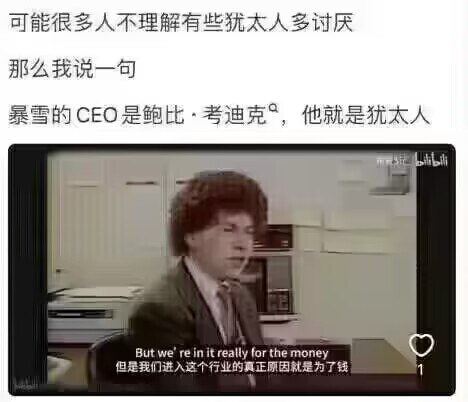 可能很多人不理解有些犹太人多讨厌
那么我说一句
暴雪的CEO是鲍比·考迪克，他就是犹太人
bilibili
But we're in it really for the money
但是我们进入这个行业的真正原因就是为了钱
1